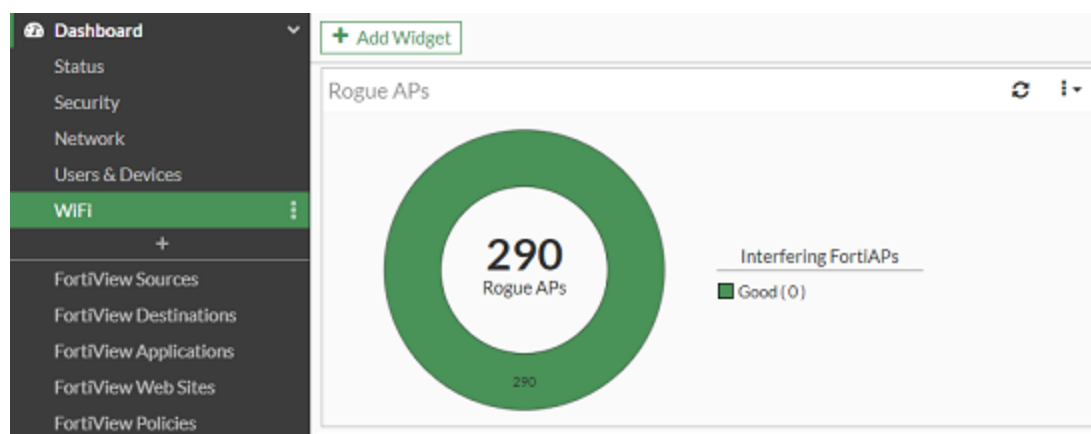 Dashboard
Status
Security
Network
Users & Devices
WiFi
+
FortiView Sources
FortiView Destinations
FortiView Applications
FortiView Web Sites
FortiView Policies
+ Add Widget
Rogue APs
290
Rogue APs
290
Interfering FortiAPs
Good ( 0 )